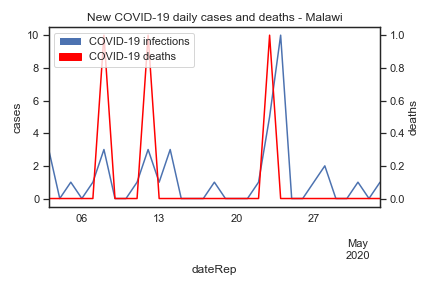 New COVID-19 daily cases and deaths - Malawi
COVID-19 infections
COVID-19 deaths
cases
deaths
10
8
6
4
2
0
1.0
0.8
0.6
0.4
0.2
0.0
06 13 20 27
May
2020
dateRep